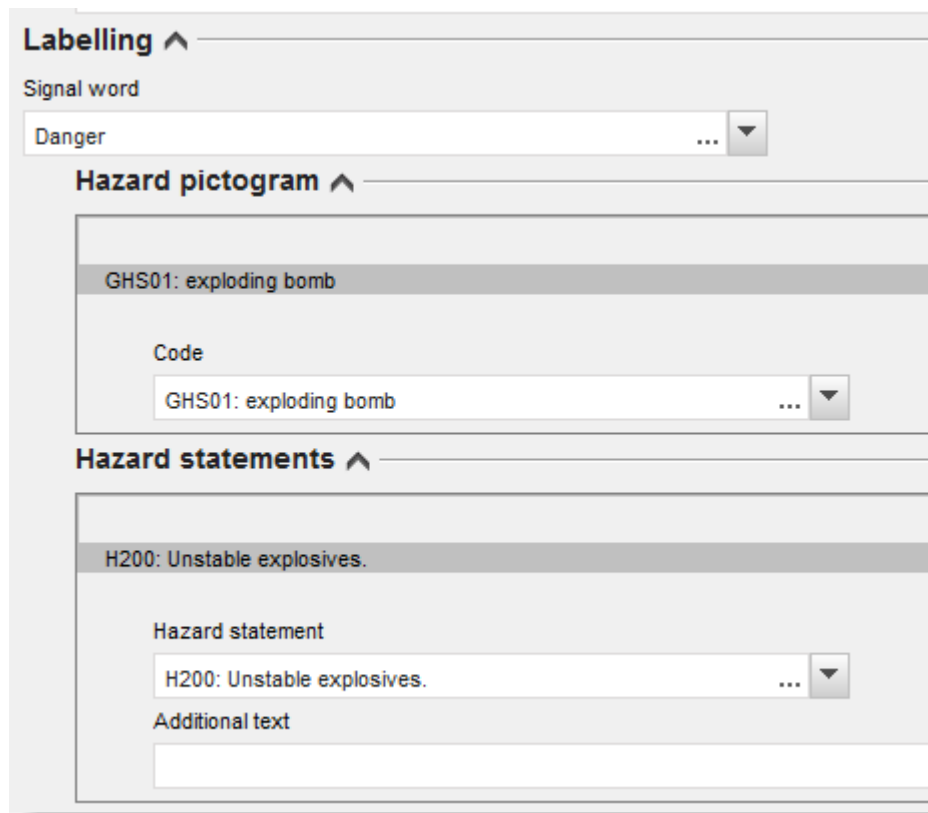 Labelling
Signal word
Danger ...
Hazard pictogram
GHS01: exploding bomb
Code
GHS01: exploding bomb ...
Hazard statements
H200: Unstable explosives.
Hazard statement
H200: Unstable explosives. ...
Additional text